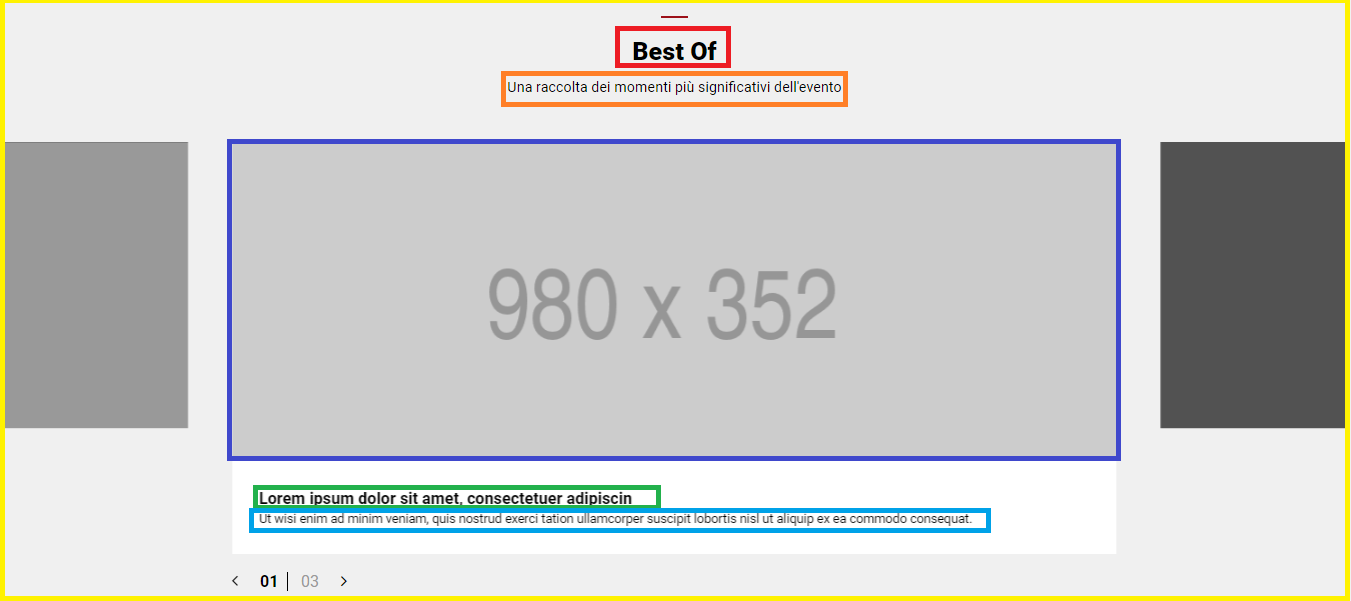 Best Of
Una raccolta dei momenti più significativi dell'evento
980 x 352
Lorem ipsum dolor sit amet, consectetuer adipiscin
Ut wisi enim ad minim veniam, quis nostrud exerci tation ullamcorper suscipit lobortis nisl ut aliquip ex ea commodo consequat.
< 01 | 03 >